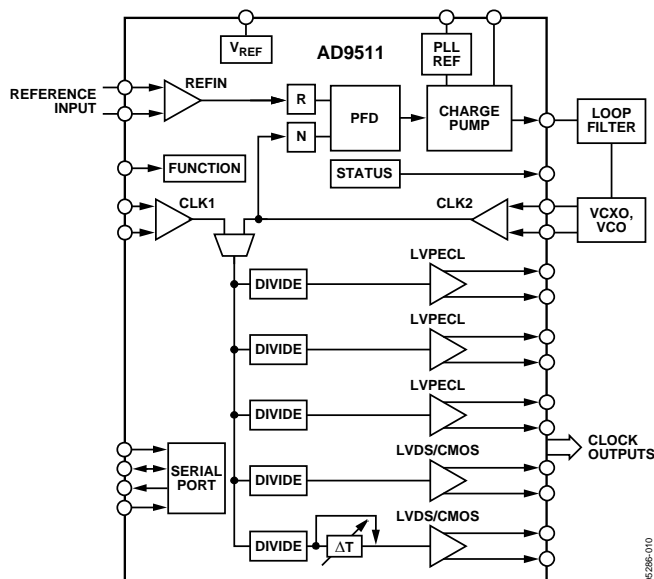 VREF
AD9511
PLL
REF
REFERENCE
INPUT
REFIN
R
N
PFD
CHARGE
PUMP
LOOP
FILTER
FUNCTION
STATUS
CLK1
CLK2
VCXO,
VCO
LVPECL
DIVIDE
LVPECL
DIVIDE
LVPECL
DIVIDE
CLOCK
OUTPUTS
SERIAL
PORT
LVDS/CMOS
DIVIDE
LVDS/CMOS
DIVIDE
ΔT
05286-010